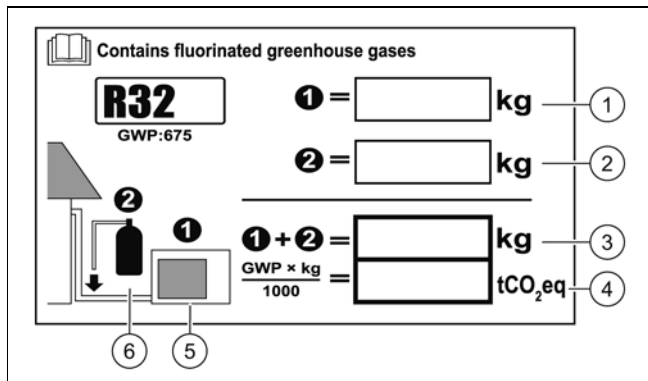 Contains fluorinated greenhouse gases
R32
GWP:675
❶ = kg ①
❷ = kg ②
❷
❶
❶+❷ = kg ③
GWP × kg
1000
= tCO₂eq ④
⑥ ⑤